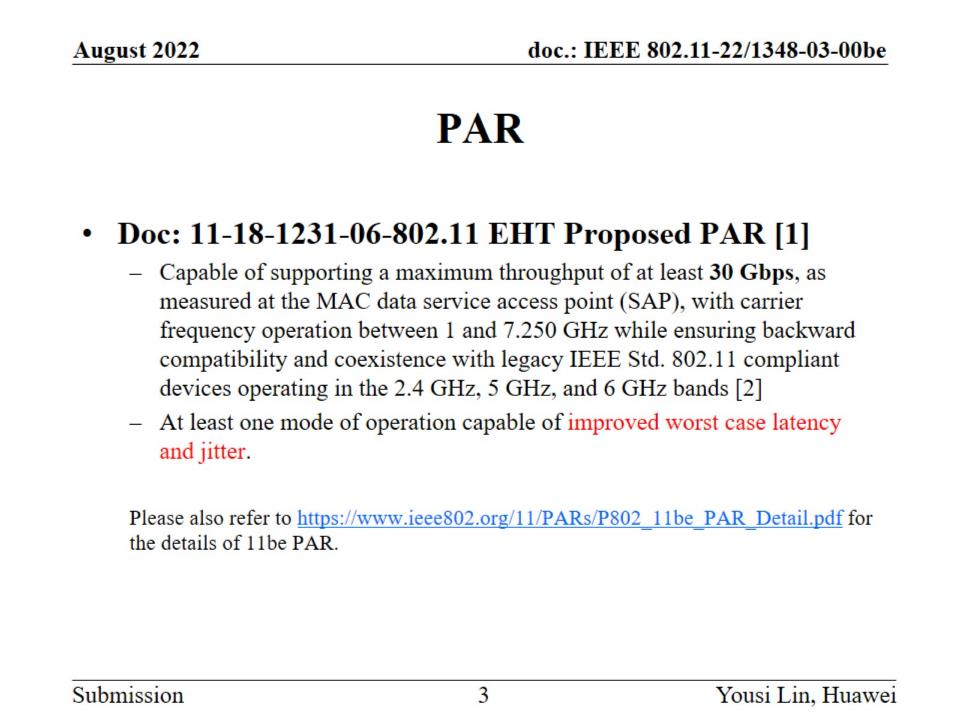 August 2022 doc.: IEEE 802.11-22/1348-03-00be
PAR
• Doc: 11-18-1231-06-802.11 EHT Proposed PAR [1]
– Capable of supporting a maximum throughput of at least 30 Gbps, as
measured at the MAC data service access point (SAP), with carrier
frequency operation between 1 and 7.250 GHz while ensuring backward
compatibility and coexistence with legacy IEEE Std. 802.11 compliant
devices operating in the 2.4 GHz, 5 GHz, and 6 GHz bands [2]
– At least one mode of operation capable of improved worst case latency
and jitter.
Please also refer to https://www.ieee802.org/11/PARs/P802_11be_PAR_Detail.pdf for
the details of 11be PAR.
Submission 3 Yousi Lin, Huawei